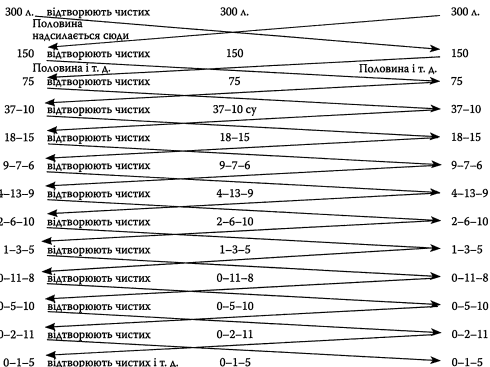 300 л. відтворюють чистих 300 л. 300 л.
Половина
надсилається сюди
150 відтворюють чистих 150 150
Половина і т. д. Половина і т. д.
75 відтворюють чистих 75 75
37–10 відтворюють чистих 37–10 су 37–10
18–15 відтворюють чистих 18–15 18–15
9–7–6 відтворюють чистих 9–7–6 9–7–6
4–13–9 відтворюють чистих 4–13–9 4–13–9
2–6–10 відтворюють чистих 2–6–10 2–6–10
1–3–5 відтворюють чистих 1–3–5 1–3–5
0–11–8 відтворюють чистих 0–11–8 0–11–8
0–5–10 відтворюють чистих 0–5–10 0–5–10
0–2–11 відтворюють чистих 0–2–11 0–2–11
0–1–5 відтворюють чистих і т. д. 0–1–5 0–1–5